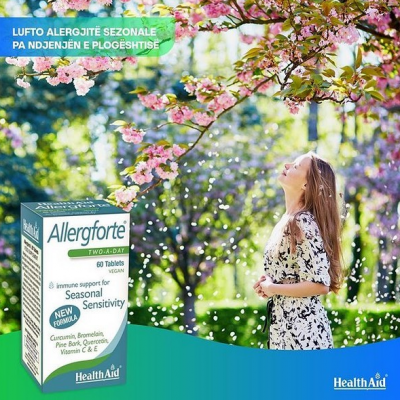 LUFTO ALERGJITË SEZONALE
PA NDJENJËN E PLOGËSHTISË
HealthAid
Allergforte®
TWO-A-DAY
60 Tablets
VEGAN
immune support for
Seasonal
Sensitivity
NEW
FORMULA
Curcumin, Bromelain,
Pine Bark, Quercetin,
Vitamin C & E
HealthAid®
HealthAid®
HealthAid®